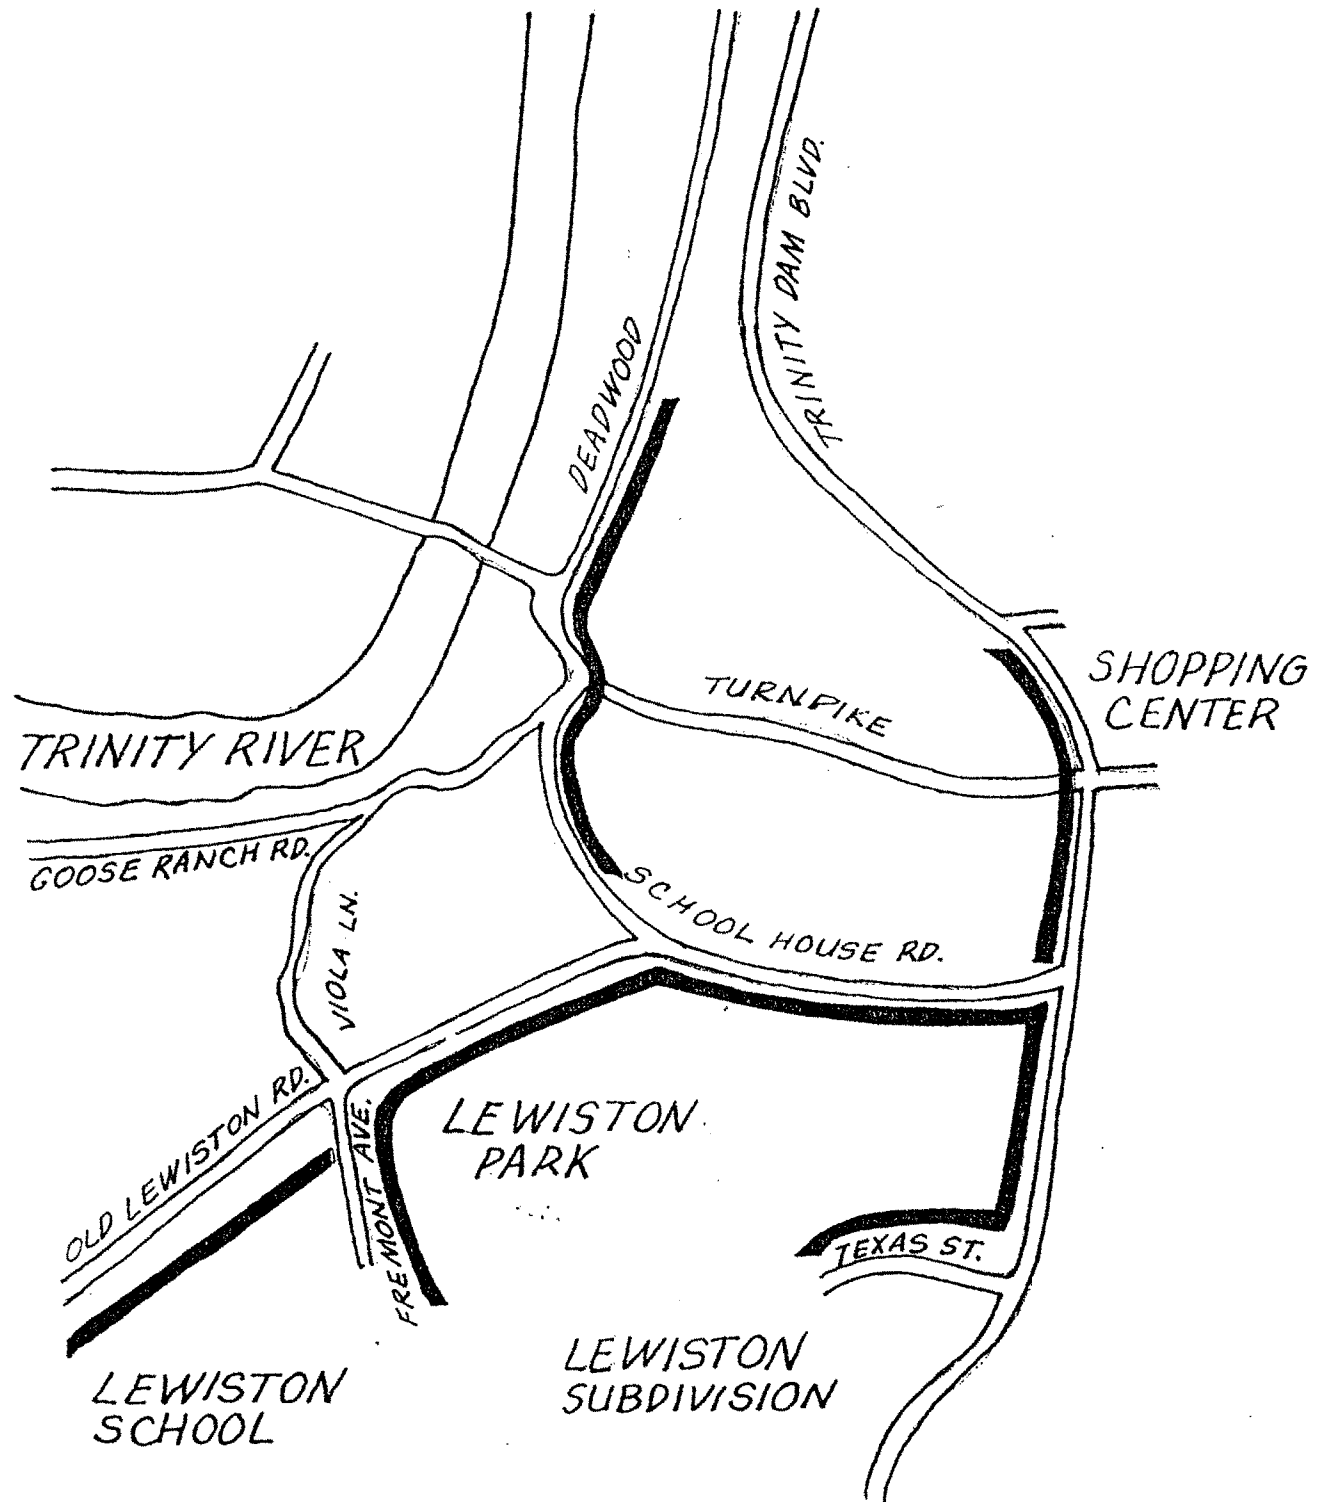 TRINITY DAM BLVD.
DEADWOOD
SHOPPING
CENTER
TURNPIKE
TRINITY RIVER
GOOSE RANCH RD.
SCHOOL HOUSE RD.
VIOLA LN.
OLD LEWISTON RD.
FREMONT AVE.
LEWISTON
PARK
TEXAS ST.
LEWISTON
SUBDIVISION
LEWISTON
SCHOOL